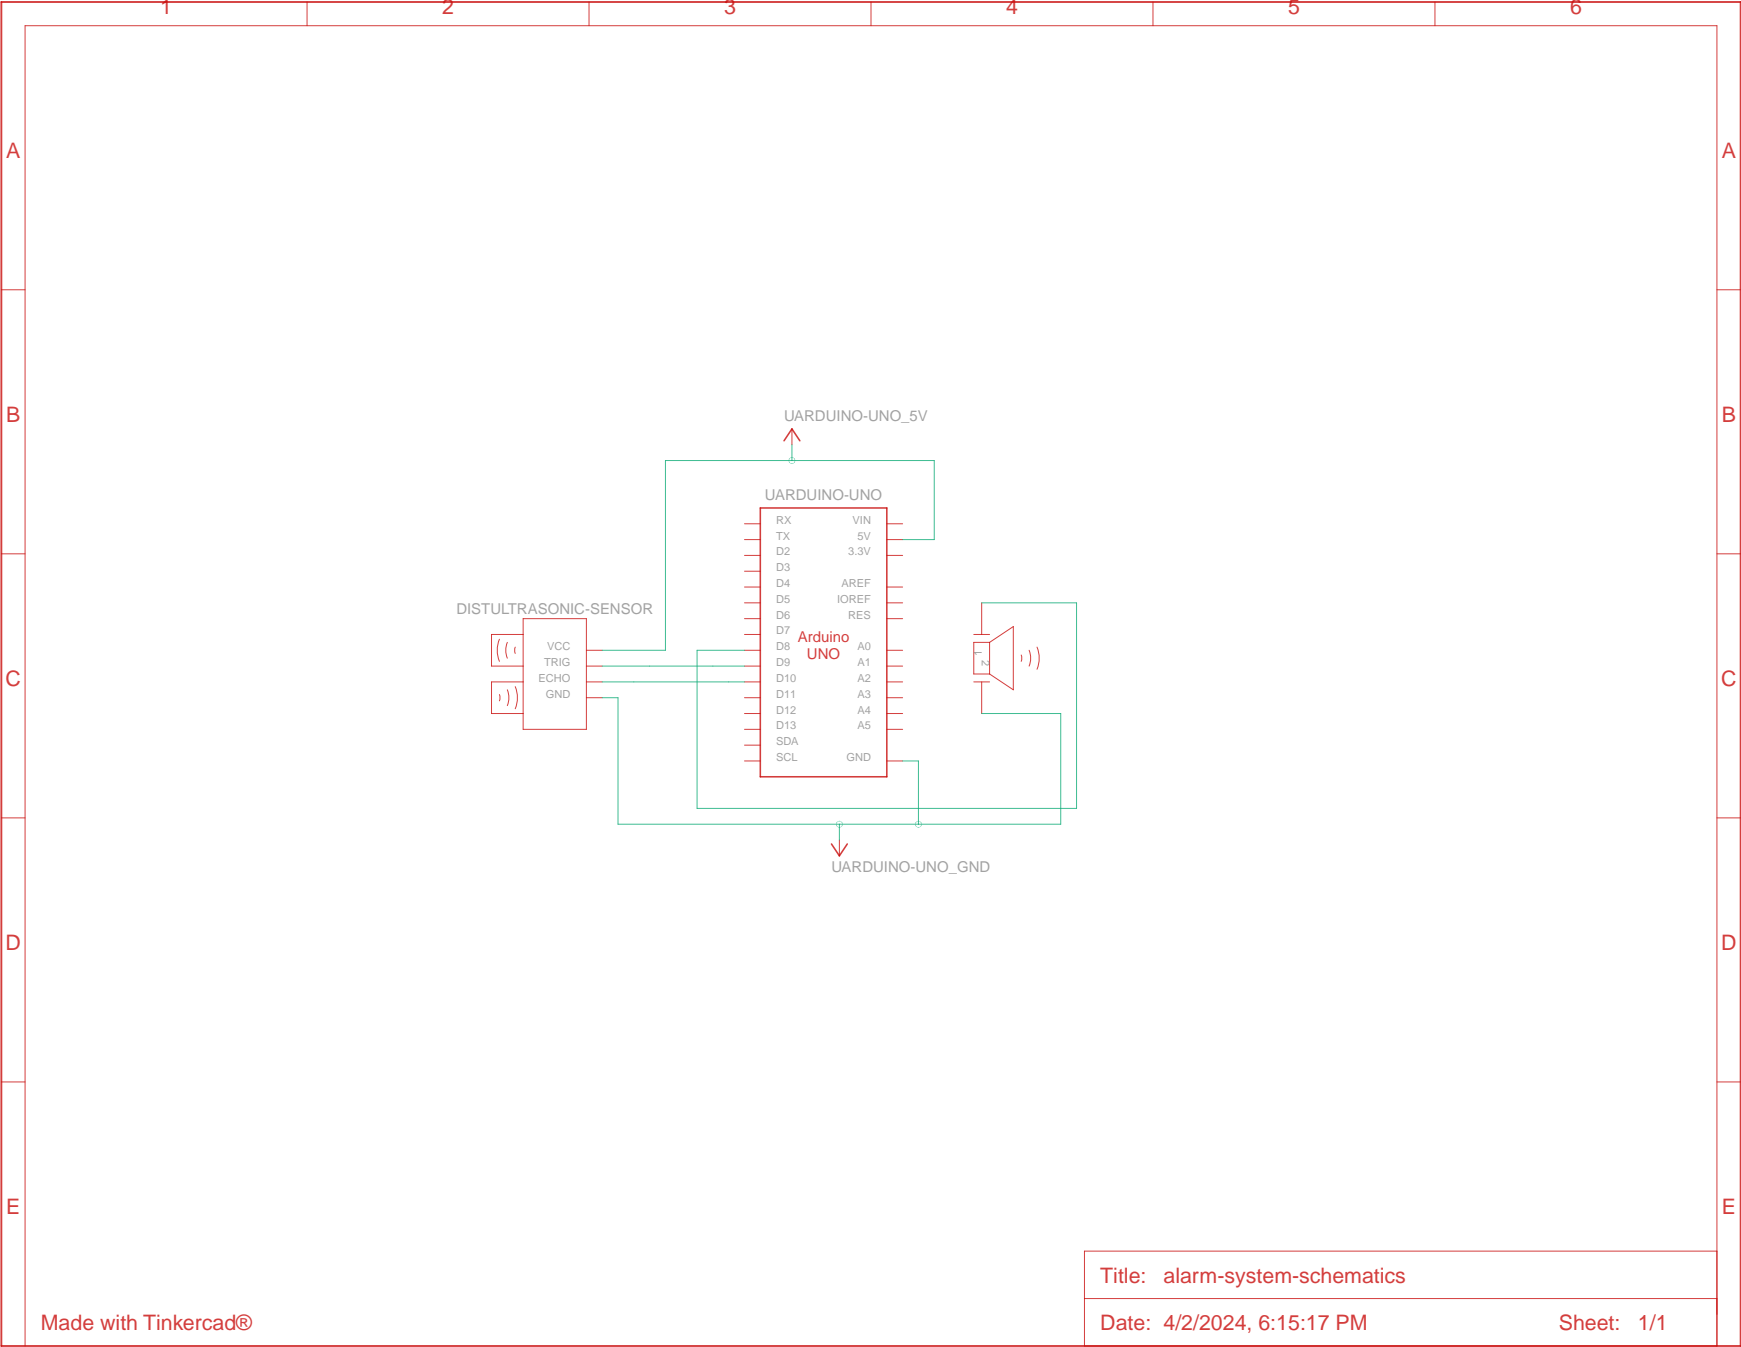 1 2 3 4 5 6
A A
B B
UARDUINO-UNO_5V
UARDUINO-UNO
RX VIN
TX 5V
D2 3.3V
D3
D4 AREF
D5 IOREF
D6 RES
D7
Arduino
UNO
D8 A0
D9 A1
D10 A2
D11 A3
D12 A4
D13 A5
SDA
SCL GND
DISTULTRASONIC-SENSOR
VCC
TRIG
ECHO
GND
1
2
C C
UARDUINO-UNO_GND
D D
E E
Title: alarm-system-schematics
Date: 4/2/2024, 6:15:17 PM Sheet: 1/1
Made with Tinkercad®